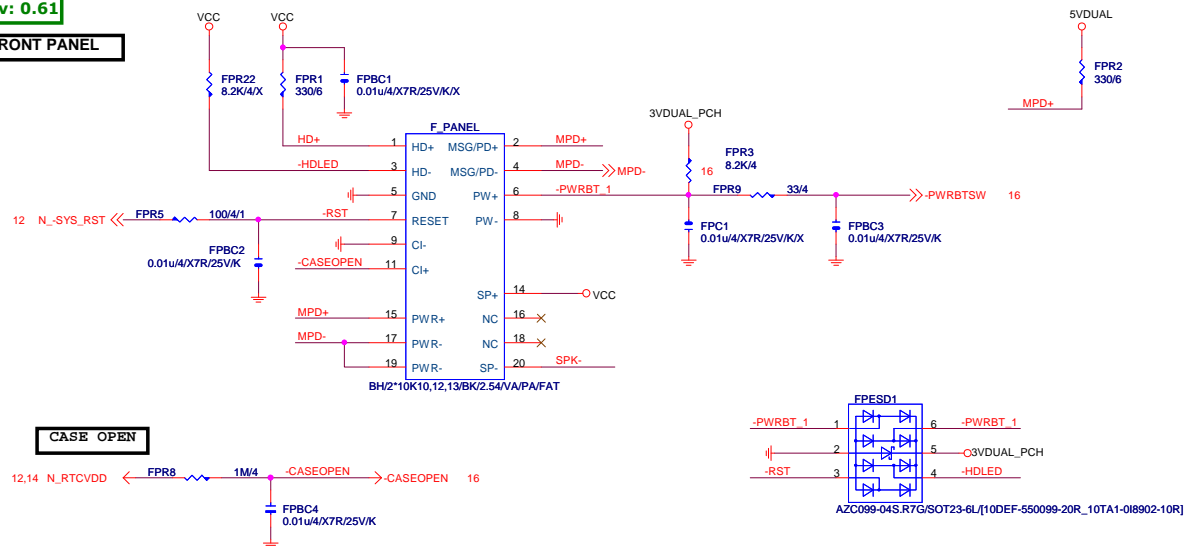 v: 0.61
RONT PANEL
VCC
VCC
5VDUAL
FPR22
8.2K/4/X
FPR1
330/6
FPBC1
0.01u/4/X7R/25V/K/X
FPR2
330/6
MPD+
3VDUAL_PCH
F_PANEL
HD+
1
HD+
MSG/PD+
2
MPD+
-HDLED
3
HD-
MSG/PD-
4
MPD-
MPD-
16
FPR3
8.2K/4
5
GND
PW+
6
-PWRBT_1
FPR9
33/4
-PWRBTSW
16
12
N_-SYS_RST
FPR5
100/4/1
-RST
7
RESET
PW-
8
FPBC2
0.01u/4/X7R/25V/K
9
CI-
FPC1
0.01u/4/X7R/25V/K/X
FPBC3
0.01u/4/X7R/25V/K
-CASEOPEN
11
CI+
SP+
14
VCC
MPD+
15
PWR+
NC
16
MPD-
17
PWR-
NC
18
19
PWR-
SP-
20
SPK-
BH/2*10K10,12,13/BK/2.54/VA/PA/FAT
CASE OPEN
12,14
N_RTCVDD
FPR8
1M/4
-CASEOPEN
-CASEOPEN
16
FPBC4
0.01u/4/X7R/25V/K
FPESD1
-PWRBT_1
1
6
-PWRBT_1
2
5
3VDUAL_PCH
-RST
3
4
-HDLED
AZC099-04S.R7G/SOT23-6L/[10DEF-550099-20R_10TA1-0I8902-10R]